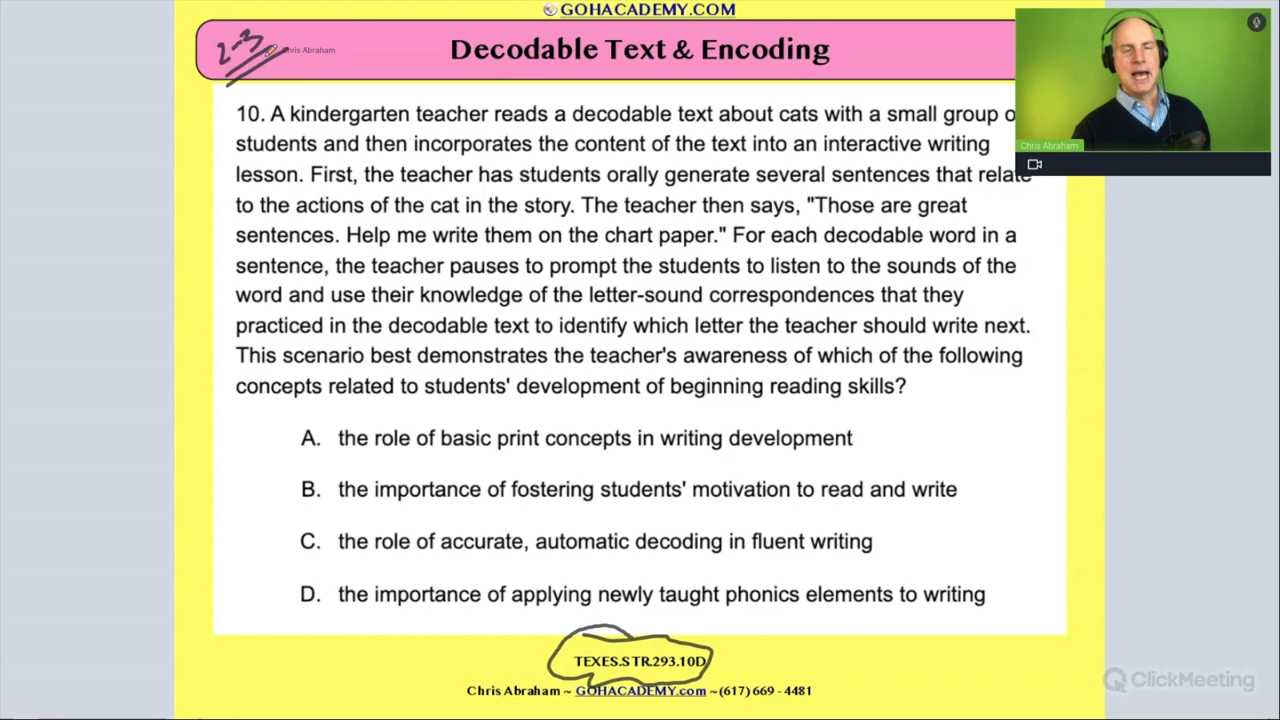 GOHACADEMY.COM
2-3
Chris Abraham
Decodable Text & Encoding
10. A kindergarten teacher reads a decodable text about cats with a small group o
students and then incorporates the content of the text into an interactive writing
lesson. First, the teacher has students orally generate several sentences that relate
to the actions of the cat in the story. The teacher then says, "Those are great
sentences. Help me write them on the chart paper." For each decodable word in a
sentence, the teacher pauses to prompt the students to listen to the sounds of the
word and use their knowledge of the letter-sound correspondences that they
practiced in the decodable text to identify which letter the teacher should write next.
This scenario best demonstrates the teacher's awareness of which of the following
concepts related to students' development of beginning reading skills?
A. the role of basic print concepts in writing development
B. the importance of fostering students' motivation to read and write
C. the role of accurate, automatic decoding in fluent writing
D. the importance of applying newly taught phonics elements to writing
TEXES.STR.293.10D
Chris Abraham ~ GOHACADEMY.com ~(617) 669 - 4481
Chris Abraham
ClickMeeting